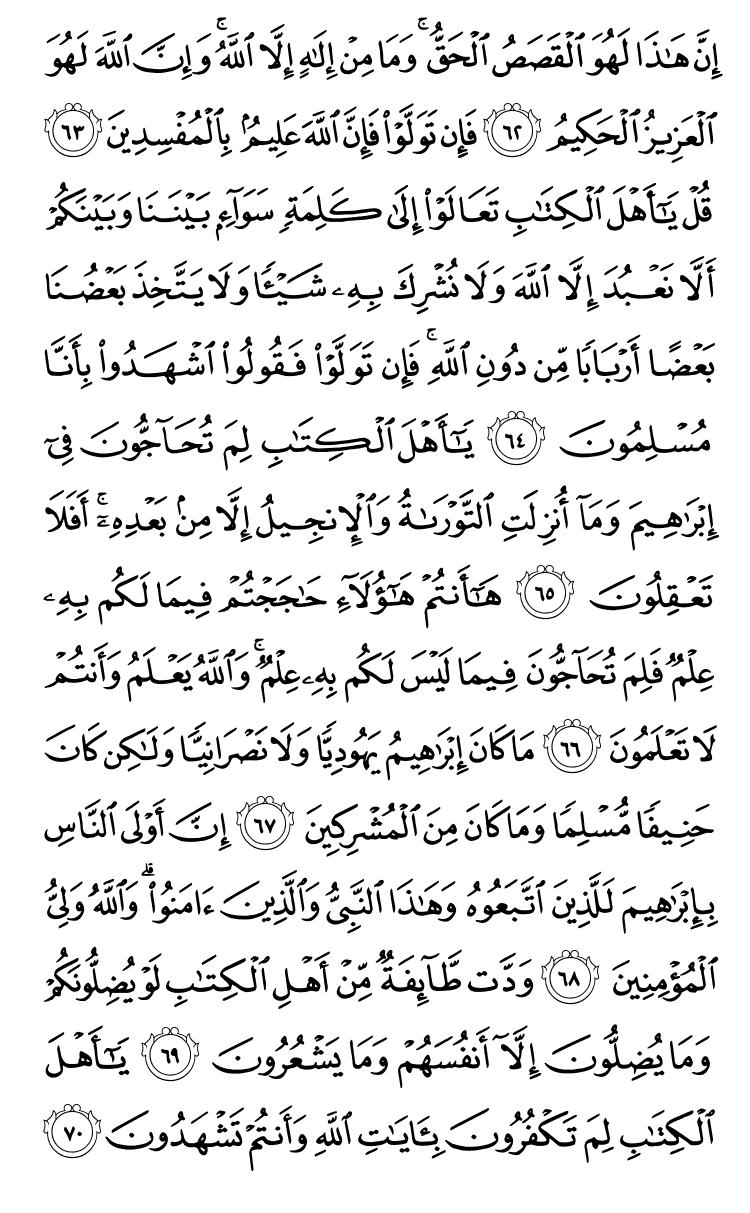 إِنَّ هَـٰذَا لَهُوَ ٱلۡقَصَصُ ٱلۡحَقُّۚ وَمَا مِنۡ إِلَـٰهٍ إِلَّا ٱللَّهُۚ وَإِنَّ ٱللَّهَ لَهُوَ
ٱلۡعَزِيزُ ٱلۡحَكِيمُ ٦٢ فَإِن تَوَلَّوۡاْ فَإِنَّ ٱللَّهَ عَلِيمُۢ بِٱلۡمُفۡسِدِينَ ٦٣
قُلۡ يَـٰٓأَهۡلَ ٱلۡكِتَـٰبِ تَعَالَوۡاْ إِلَىٰ كَلِمَةٖ سَوَآءِۭ بَيۡنَنَا وَبَيۡنَكُمۡ
أَلَّا نَعۡبُدَ إِلَّا ٱللَّهَ وَلَا نُشۡرِكَ بِهِۦ شَيۡـٔٗا وَلَا يَتَّخِذَ بَعۡضُنَا
بَعۡضًا أَرۡبَابٗا مِّن دُونِ ٱللَّهِۚ فَإِن تَوَلَّوۡاْ فَقُولُواْ ٱشۡهَدُواْ بِأَنَّا
مُسۡلِمُونَ ٦٤ يَـٰٓأَهۡلَ ٱلۡكِتَـٰبِ لِمَ تُحَآجُّونَ فِيٓ
إِبۡرَٰهِيمَ وَمَآ أُنزِلَتِ ٱلتَّوۡرَىٰةُ وَٱلۡإِنجِيلُ إِلَّا مِنۢ بَعۡدِهِۦٓۚ أَفَلَا
تَعۡقِلُونَ ٦٥ هَـٰٓأَنتُمۡ هَـٰٓؤُلَآءِ حَـٰجَجۡتُمۡ فِيمَا لَكُم بِهِۦ
عِلۡمٞ فَلِمَ تُحَآجُّونَ فِيمَا لَيۡسَ لَكُم بِهِۦ عِلۡمٞۚ وَٱللَّهُ يَعۡلَمُ وَأَنتُمۡ
لَا تَعۡلَمُونَ ٦٦ مَا كَانَ إِبۡرَٰهِيمُ يَهُودِيّٗا وَلَا نَصۡرَانِيّٗا وَلَـٰكِن كَانَ
حَنِيفٗا مُّسۡلِمٗا وَمَا كَانَ مِنَ ٱلۡمُشۡرِكِينَ ٦٧ إِنَّ أَوۡلَى ٱلنَّاسِ
بِإِبۡرَٰهِيمَ لَلَّذِينَ ٱتَّبَعُوهُ وَهَـٰذَا ٱلنَّبِيُّ وَٱلَّذِينَ ءَامَنُواْۗ وَٱللَّهُ وَلِيُّ
ٱلۡمُؤۡمِنِينَ ٦٨ وَدَّت طَّآئِفَةٞ مِّنۡ أَهۡلِ ٱلۡكِتَـٰبِ لَوۡ يُضِلُّونَكُمۡ
وَمَا يُضِلُّونَ إِلَّآ أَنفُسَهُمۡ وَمَا يَشۡعُرُونَ ٦٩ يَـٰٓأَهۡلَ
ٱلۡكِتَـٰبِ لِمَ تَكۡفُرُونَ بِـَٔايَـٰتِ ٱللَّهِ وَأَنتُمۡ تَشۡهَدُونَ ٧٠